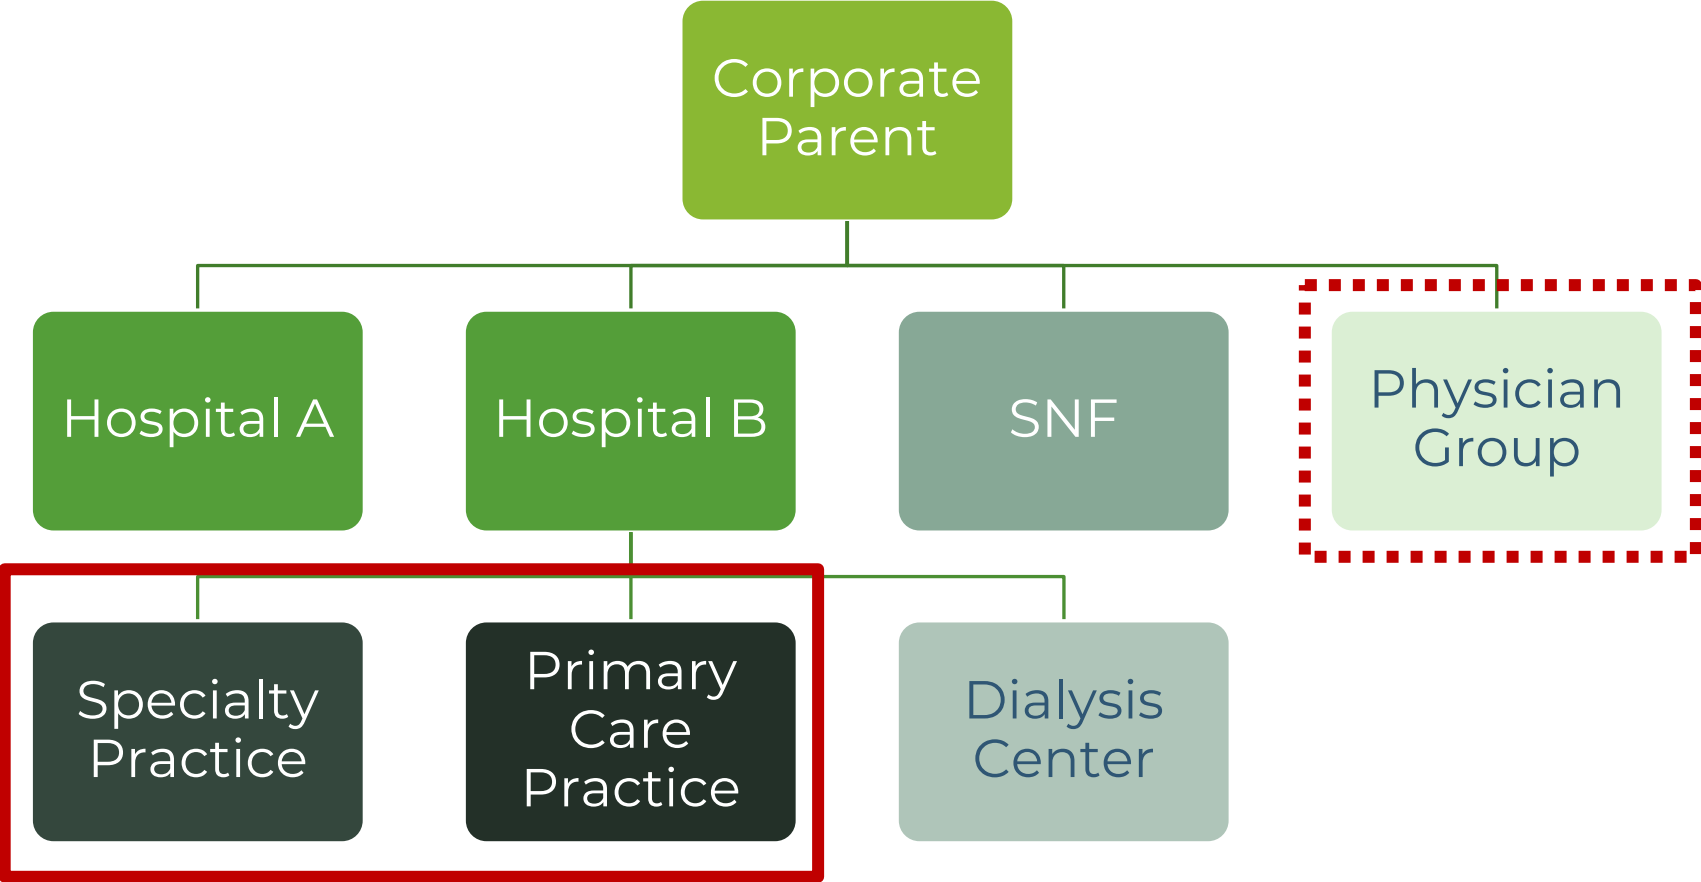 Corporate
Parent
Hospital A
Hospital B
SNF
Physician
Group
Specialty
Practice
Primary
Care
Practice
Dialysis
Center